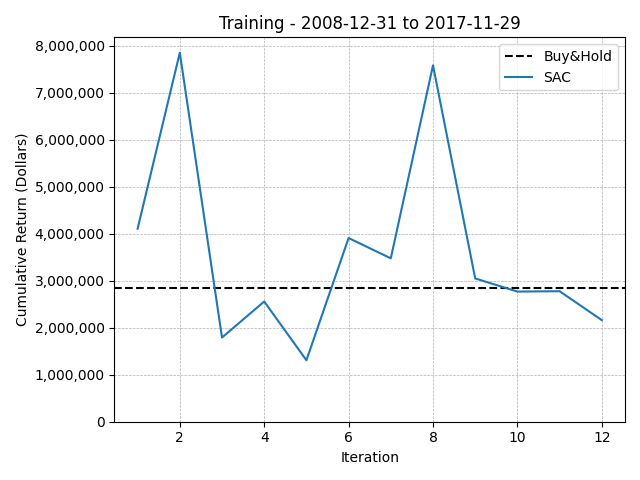 Training - 2008-12-31 to 2017-11-29
Buy&Hold
SAC
Cumulative Return (Dollars)
8,000,000
7,000,000
6,000,000
5,000,000
4,000,000
3,000,000
2,000,000
1,000,000
0
2 4 6 8 10 12
Iteration